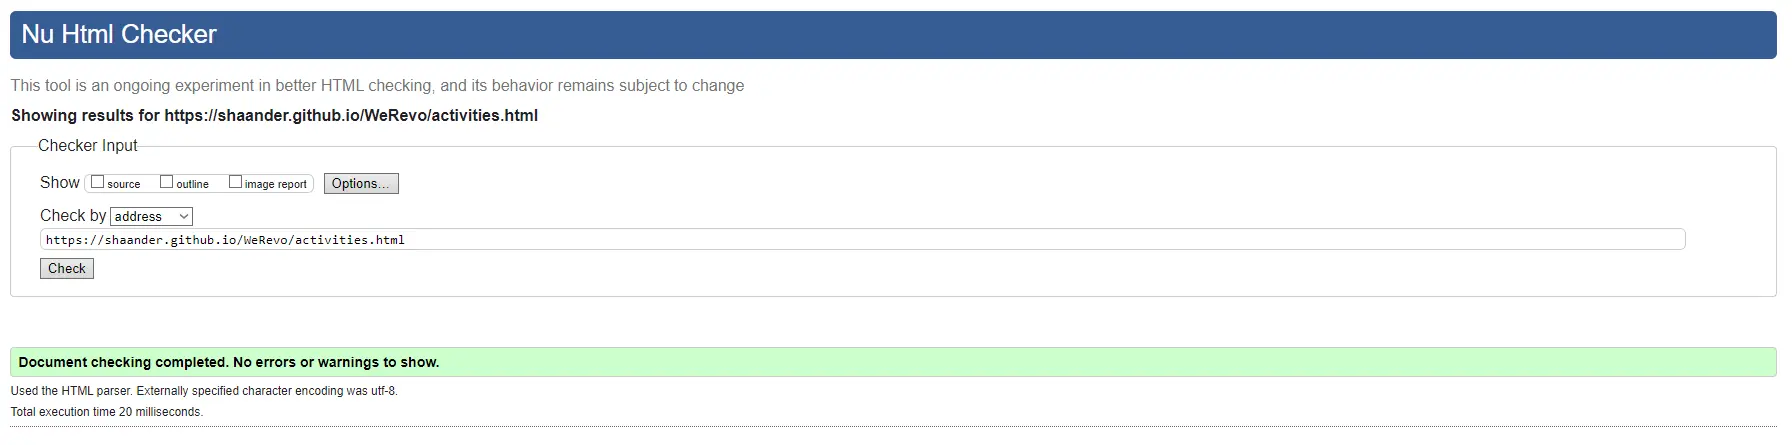 Nu Html Checker
This tool is an ongoing experiment in better HTML checking, and its behavior remains subject to change
Showing results for https://shaander.github.io/WeRevo/activities.html
Checker Input
Show source outline image report Options...
Check by address
https://shaander.github.io/WeRevo/activities.html
Check
Document checking completed. No errors or warnings to show.
Used the HTML parser. Externally specified character encoding was utf-8.
Total execution time 20 milliseconds.